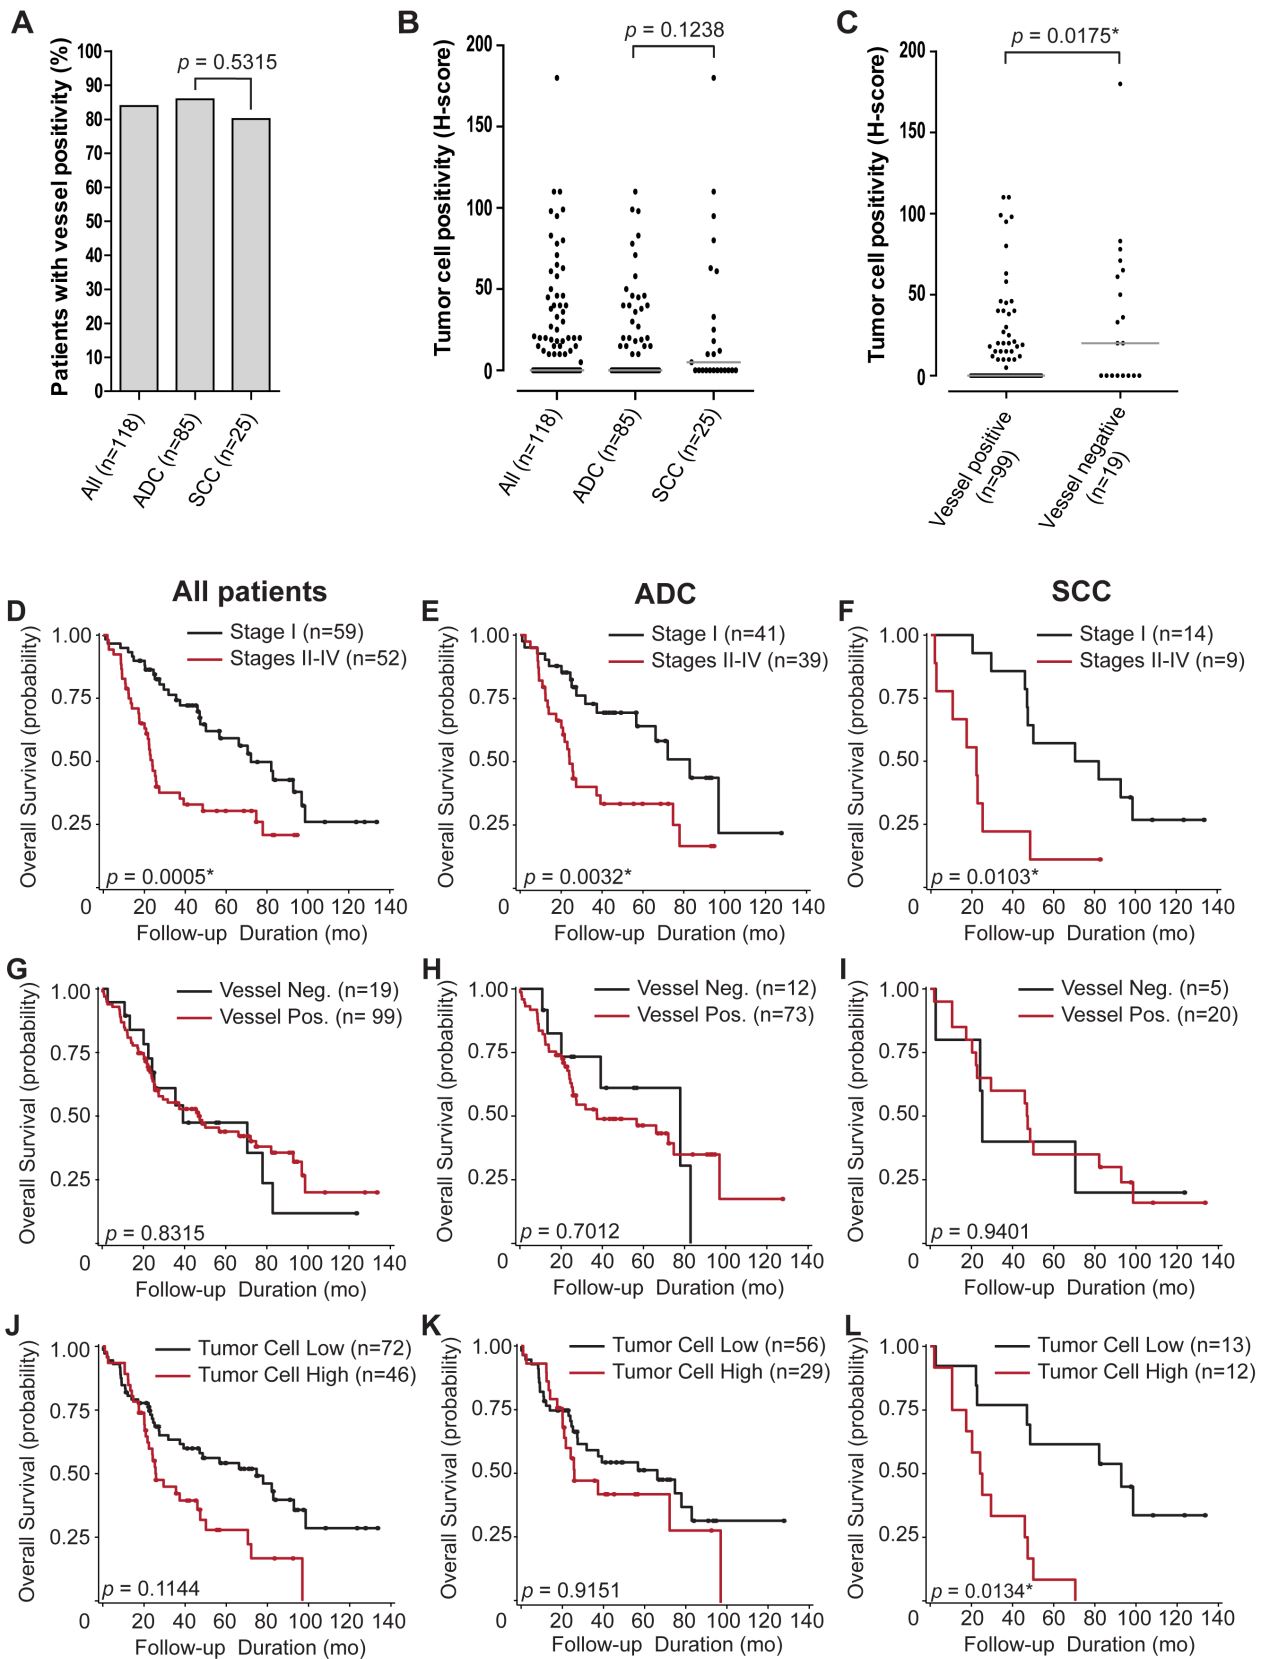 A
Patients with vessel positivity (%)
100
90
80
70
60
50
40
30
20
10
0
p = 0.5315
All (n=118)
ADC (n=85)
SCC (n=25)
B
Tumor cell positivity (H-score)
200
150
100
50
0
p = 0.1238
All (n=118)
ADC (n=85)
SCC (n=25)
C
Tumor cell positivity (H-score)
200
150
100
50
0
p = 0.0175*
Vessel positive
(n=99)
Vessel negative
(n=19)
All patients
ADC
SCC
D
Overall Survival (probability)
1.00
0.75
0.50
0.25
Stage I (n=59)
Stages II-IV (n=52)
p = 0.0005*
0 20 40 60 80 100 120 140
Follow-up Duration (mo)
E
Overall Survival (probability)
1.00
0.75
0.50
0.25
Stage I (n=41)
Stages II-IV (n=39)
p = 0.0032*
0 20 40 60 80 100 120 140
Follow-up Duration (mo)
F
Overall Survival (probability)
1.00
0.75
0.50
0.25
Stage I (n=14)
Stages II-IV (n=9)
p = 0.0103*
0 20 40 60 80 100 120 140
Follow-up Duration (mo)
G
Overall Survival (probability)
1.00
0.75
0.50
0.25
Vessel Neg. (n=19)
Vessel Pos. (n= 99)
p = 0.8315
0 20 40 60 80 100 120 140
Follow-up Duration (mo)
H
Overall Survival (probability)
1.00
0.75
0.50
0.25
Vessel Neg. (n=12)
Vessel Pos. (n=73)
p = 0.7012
0 20 40 60 80 100 120 140
Follow-up Duration (mo)
I
Overall Survival (probability)
1.00
0.75
0.50
0.25
Vessel Neg. (n=5)
Vessel Pos. (n=20)
p = 0.9401
0 20 40 60 80 100 120 140
Follow-up Duration (mo)
J
Overall Survival (probability)
1.00
0.75
0.50
0.25
Tumor Cell Low (n=72)
Tumor Cell High (n=46)
p = 0.1144
0 20 40 60 80 100 120 140
Follow-up Duration (mo)
K
Overall Survival (probability)
1.00
0.75
0.50
0.25
Tumor Cell Low (n=56)
Tumor Cell High (n=29)
p = 0.9151
0 20 40 60 80 100 120 140
Follow-up Duration (mo)
L
Overall Survival (probability)
1.00
0.75
0.50
0.25
Tumor Cell Low (n=13)
Tumor Cell High (n=12)
p = 0.0134*
0 20 40 60 80 100 120 140
Follow-up Duration (mo)